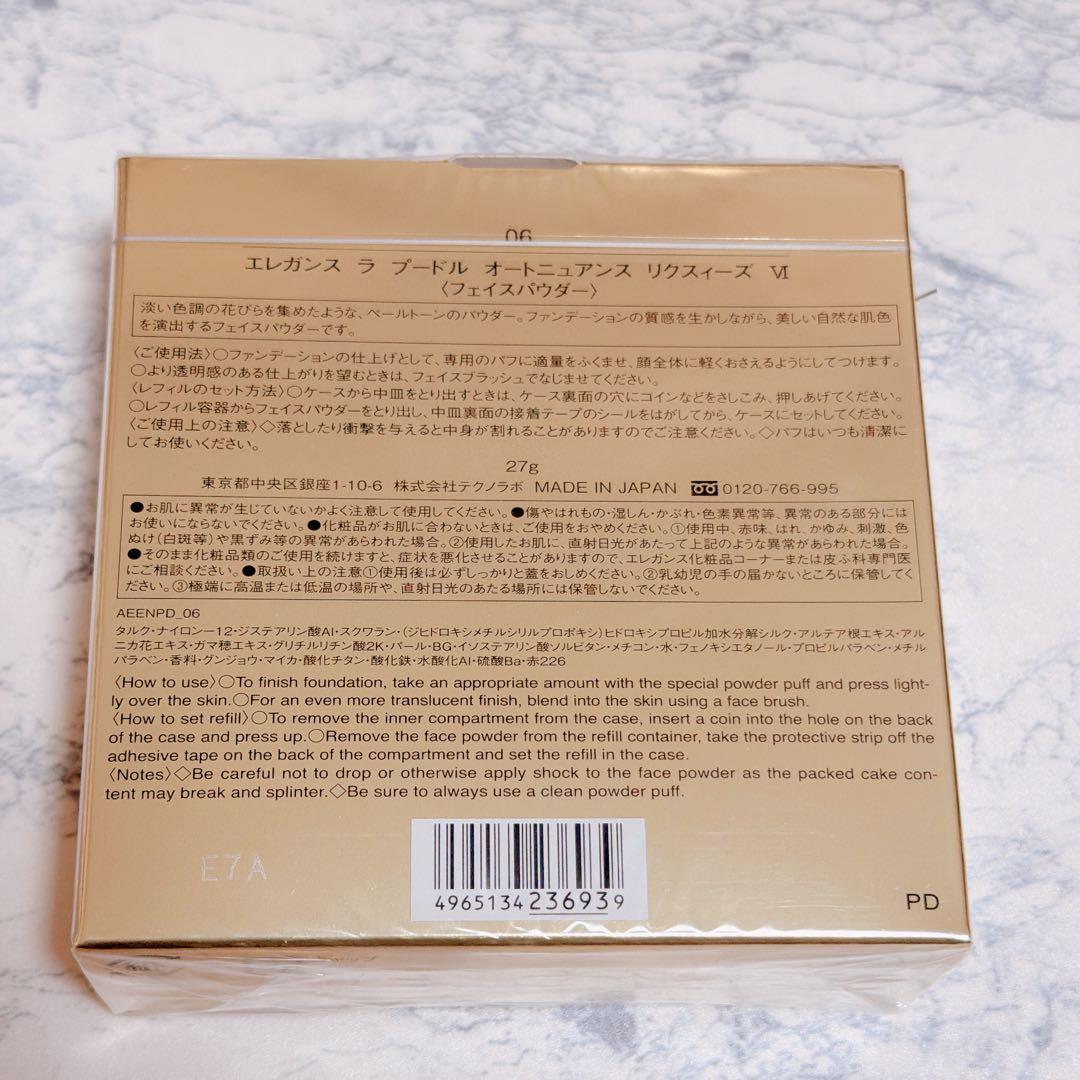 06
エレガンス ラ プードル オートニュアンス リクスィーズ Ⅵ
〈フェイスパウダー〉
淡い色調の花びらを集めたような、ペールトーンのパウダー。ファンデーションの質感を生かしながら、美しい自然な肌色
を演出するフェイスパウダーです。
〈ご使用法〉○ファンデーションの仕上げとして、専用のパフに適量をふくませ、顔全体に軽くおさえるようにしてつけます。
○より透明感のある仕上がりを望むときは、フェイスブラッシュでなじませてください。
〈レフィルのセット方法〉○ケースから中皿をとり出すときは、ケース裏面の穴にコインなどをさしこみ、押しあげてください。
○レフィル容器からフェイスパウダーをとり出し、中皿裏面の接着テープのシールをはがしてから、ケースにセットしてください。
〈ご使用上の注意〉◇落としたり衝撃を与えると中身が割れることがありますのでご注意ください。◇パフはいつも清潔に
してお使いください。
27g
東京都中央区銀座1-10-6 株式会社テクノラボ MADE IN JAPAN 0120-766-995
●お肌に異常が生じていないかよく注意して使用してください。●傷やはれもの・湿しん・かぶれ・色素異常等、異常のある部分には
お使いにならないでください。●化粧品がお肌に合わないときは、ご使用をおやめください。①使用中、赤味、はれ、かゆみ、刺激、色
ぬけ(白斑等)や黒ずみ等の異常があらわれた場合。②使用したお肌に、直射日光があたって上記のような異常があらわれた場合。
●そのまま化粧品類のご使用を続けますと、症状を悪化させることがありますので、エレガンス化粧品コーナーまたは皮ふ科専門医
にご相談ください。●取扱い上の注意①使用後は必ずしっかりと蓋をおしめください。②乳幼児の手の届かないところに保管してく
ださい。③極端に高温または低温の場所や、直射日光のあたる場所には保管しないでください。
AEENPD_06
タルク・ナイロン-12・ジステアリン酸Al・スクワラン・(ジヒドロキシメチルシリルプロポキシ)ヒドロキシプロピル加水分解シルク・アルテア根エキス・アル
ニカ花エキス・ガマ穂エキス・グリチルリチン酸2K・パール・BG・イソステアリン酸ソルビタン・メチコン・水・フェノキシエタノール・プロピルパラベン・メチル
パラベン・香料・グンジョウ・マイカ・酸化チタン・酸化鉄・水酸化Al・硫酸Ba・赤226
〈How to use〉○To finish foundation, take an appropriate amount with the special powder puff and press light-
ly over the skin.○For an even more translucent finish, blend into the skin using a face brush.
〈How to set refill〉○To remove the inner compartment from the case, insert a coin into the hole on the back
of the case and press up.○Remove the face powder from the refill container, take the protective strip off the
adhesive tape on the back of the compartment and set the refill in the case.
〈Notes〉◇Be careful not to drop or otherwise apply shock to the face powder as the packed cake con-
tent may break and splinter.◇Be sure to always use a clean powder puff.
E7A
4965134236939
PD